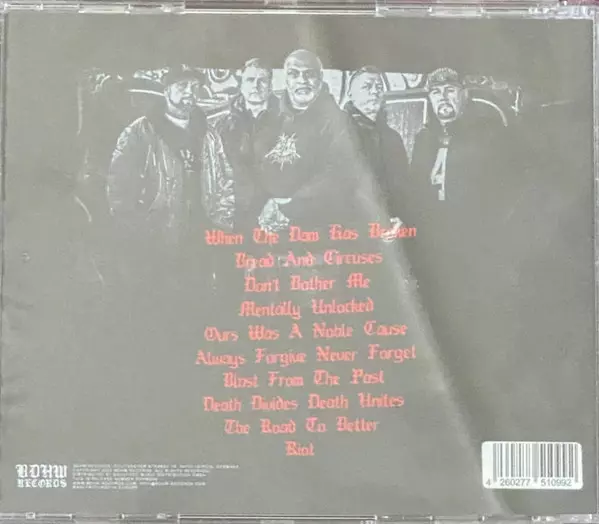 When The Dam Has Broken
Bread And Circuses
Don't Bother Me
Mentally Unlocked
Ours Was A Noble Cause
Always Forgive Never Forget
Blast From The Past
Death Divides Death Unites
The Road To Better
Riot
BDHW
RECORDS
4 260277 510992